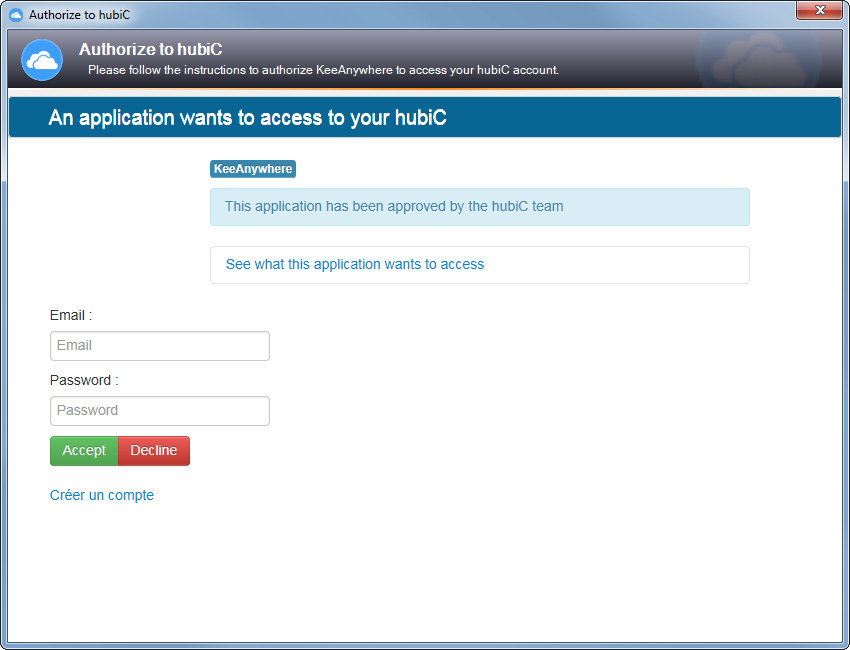 Authorize to hubiC
Authorize to hubiC
Please follow the instructions to authorize KeeAnywhere to access your hubiC account.
An application wants to access to your hubiC
KeeAnywhere
This application has been approved by the hubiC team
See what this application wants to access
Email :
Email
Password :
Password
Accept Decline
Créer un compte